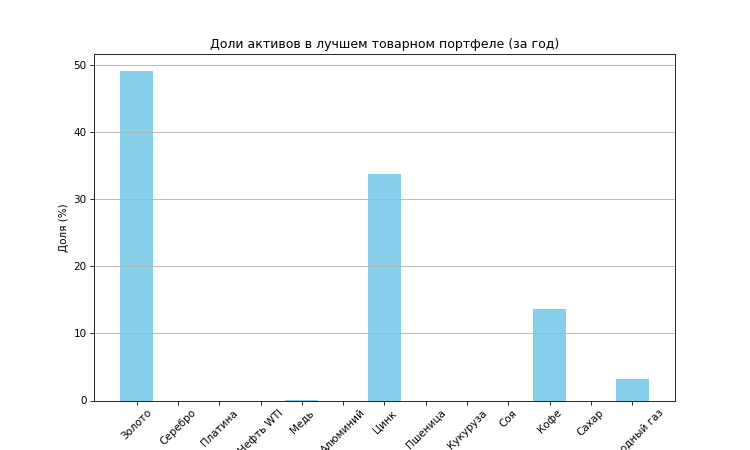 Доли активов в лучшем товарном портфеле (за год)
Доля (%)
50
40
30
20
10
0
Золото
Серебро
Платина
Нефть WTI
Медь
Алюминий
Цинк
Пшеница
Кукуруза
Соя
Кофе
Сахар
газ